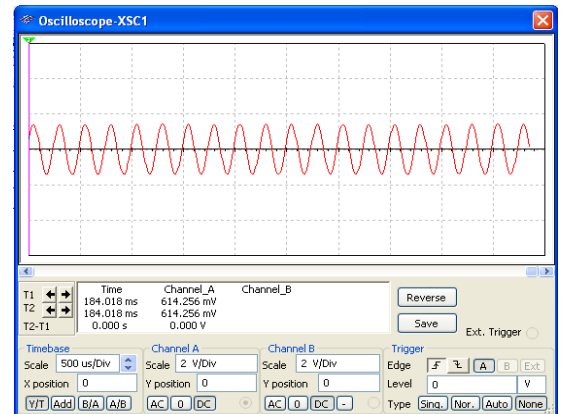 Oscilloscope-XSC1
Time Channel_A Channel_B
T1 184.018 ms 614.256 mV
T2 184.018 ms 614.256 mV
T2-T1 0.000 s 0.000 V
Reverse
Save
Ext. Trigger
Timebase Channel A Channel B Trigger
Scale 500 us/Div Scale 2 V/Div Scale 2 V/Div Edge A B Ext
X position 0 Y position 0 Y position 0 Level 0 V
Y/T Add B/A A/B AC 0 DC AC 0 DC - Type Sing. Nor. Auto None